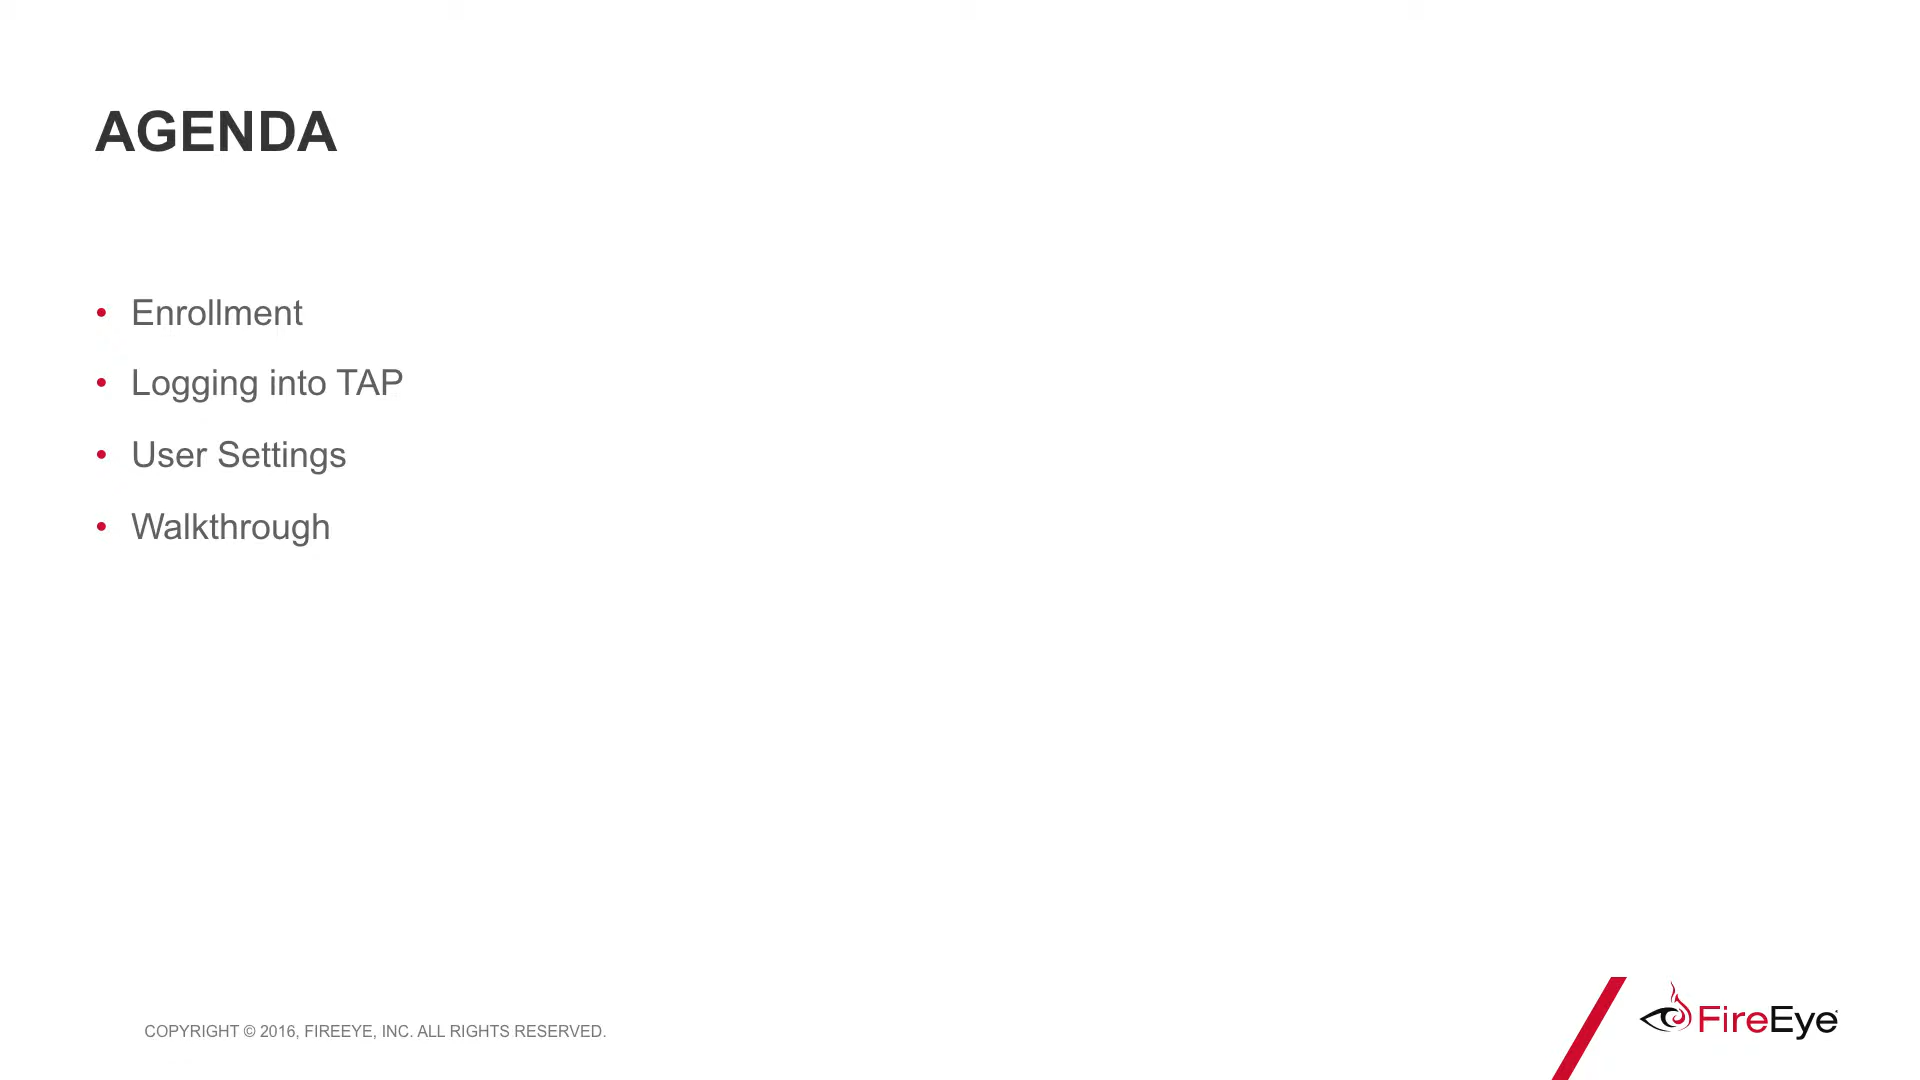 AGENDA
• Enrollment
• Logging into TAP
• User Settings
• Walkthrough
COPYRIGHT © 2016, FIREEYE, INC. ALL RIGHTS RESERVED.
FireEye